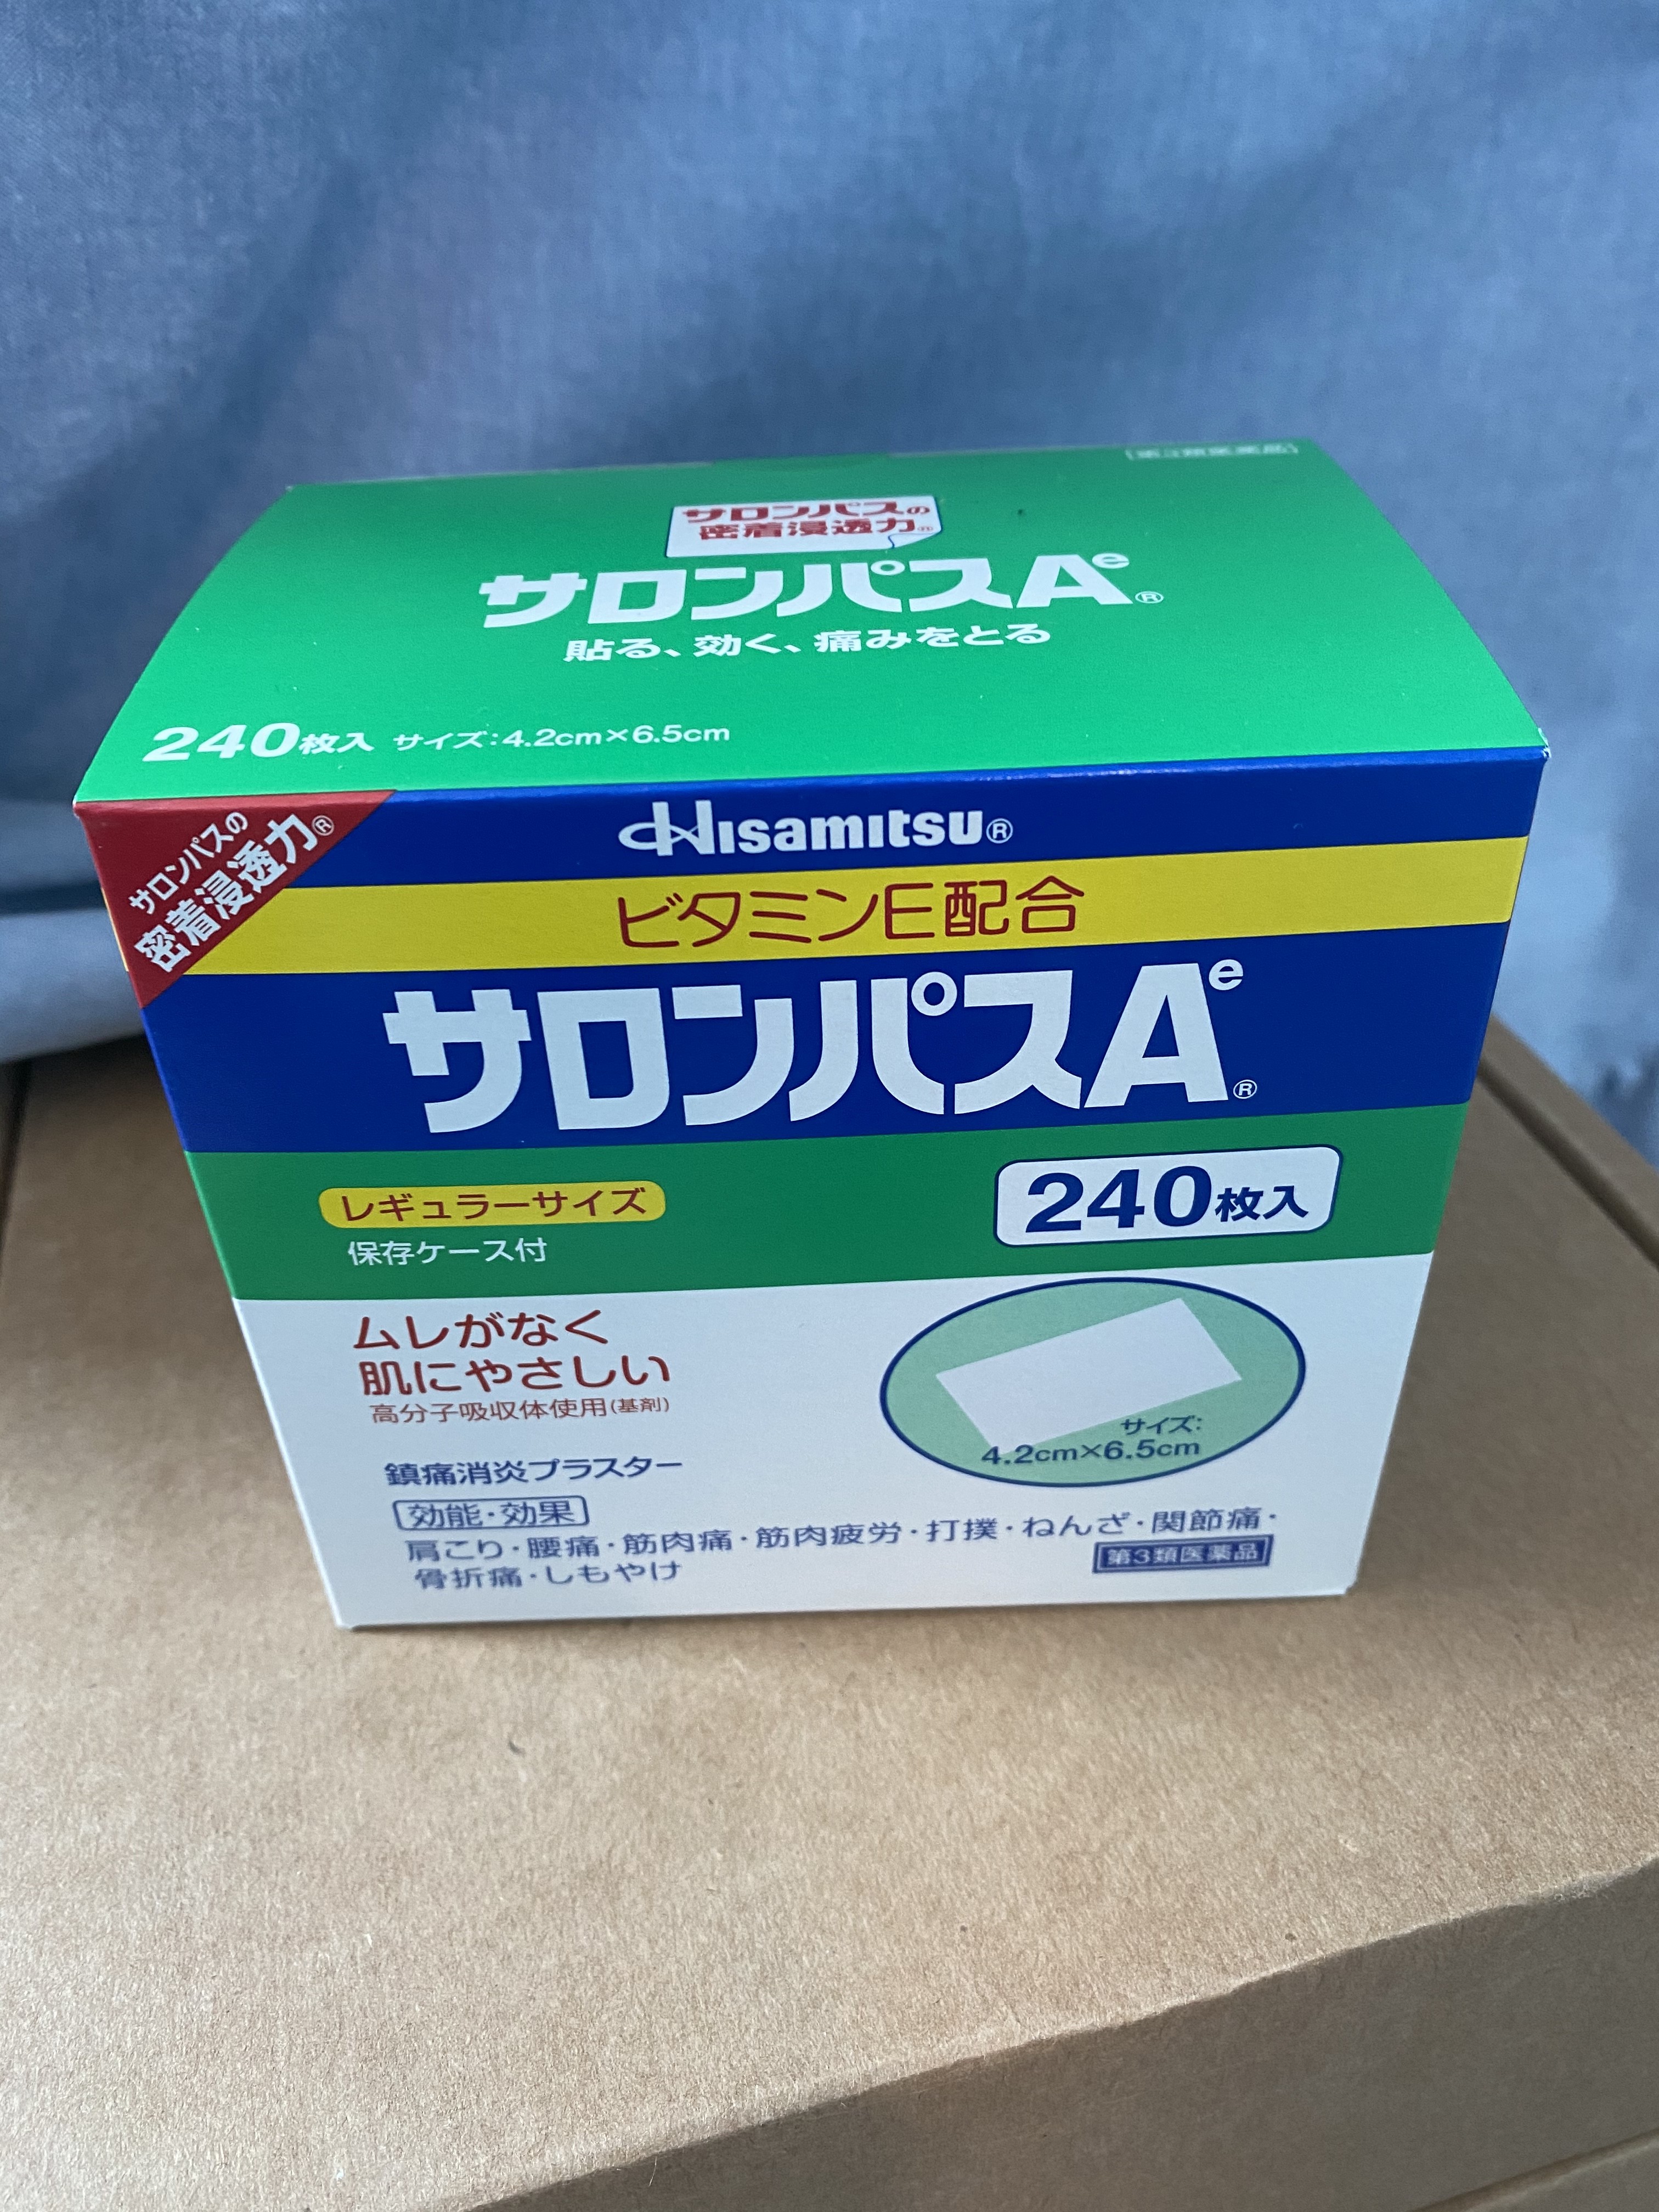 第3類医薬品
サロンパスの
密着浸透力®
サロンパスAe®
貼る、効く、痛みをとる
240枚入 サイズ:4.2cm×6.5cm
サロンパスの
密着浸透力®
Hisamitsu®
ビタミンE配合
サロンパスAe®
レギュラーサイズ
保存ケース付
240枚入
ムレがなく
肌にやさしい
高分子吸収体使用(基剤)
サイズ:
4.2cm×6.5cm
鎮痛消炎プラスター
効能・効果
肩こり・腰痛・筋肉痛・筋肉疲労・打撲・ねんざ・関節痛・
骨折痛・しもやけ
第3類医薬品